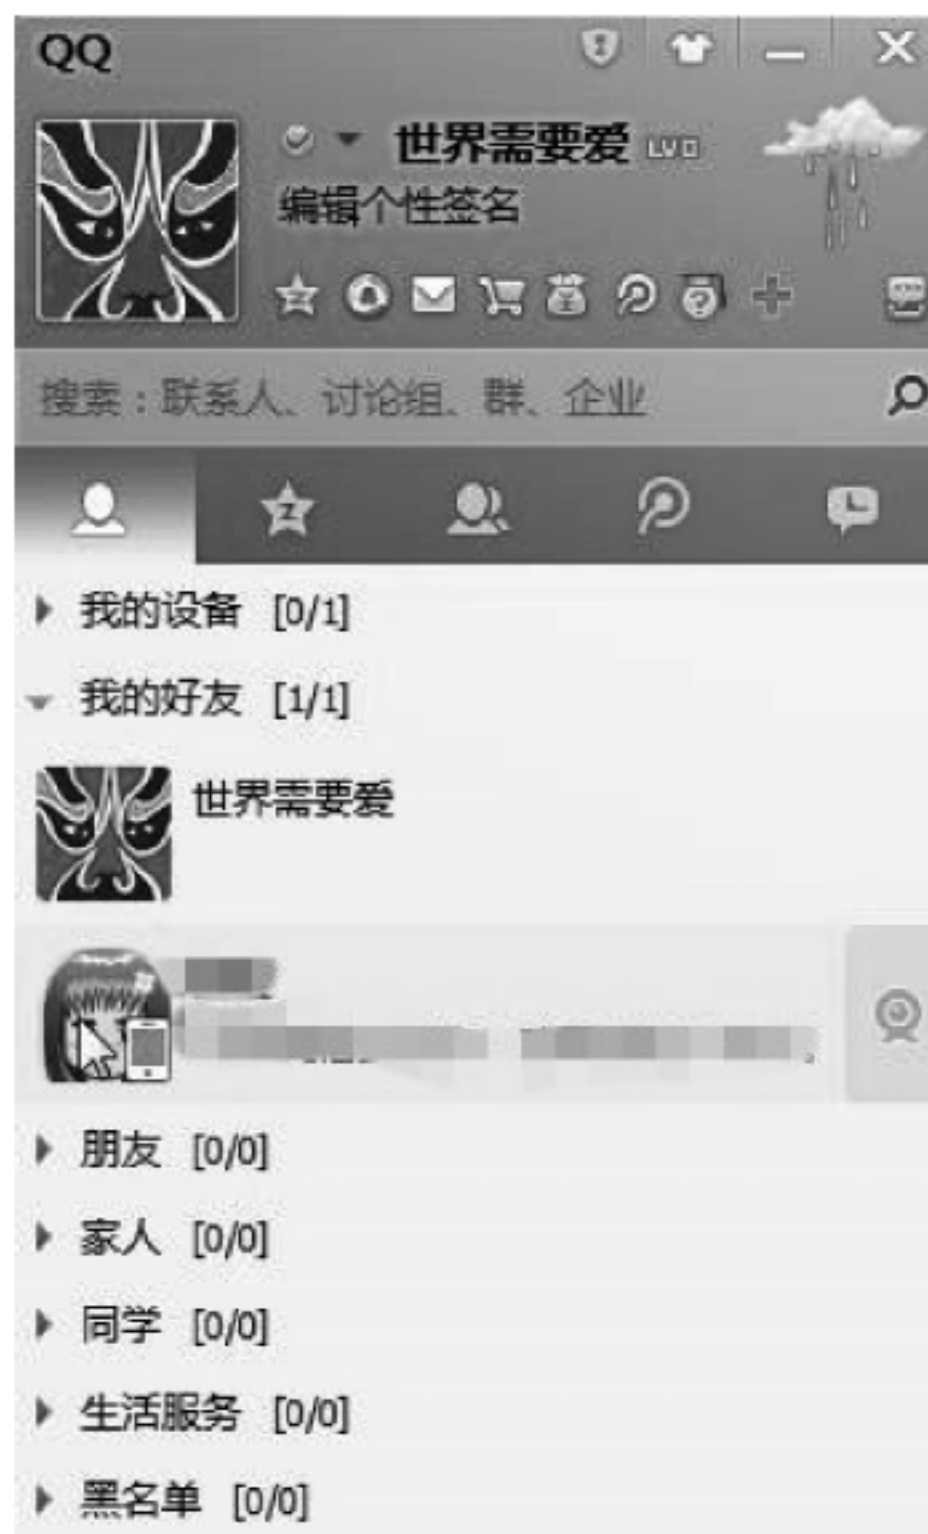 QQ
世界需要爱 LV0
编辑个性签名
搜索：联系人、讨论组、群、企业
我的设备 [0/1]
我的好友 [1/1]
世界需要爱
朋友 [0/0]
家人 [0/0]
同学 [0/0]
生活服务 [0/0]
黑名单 [0/0]